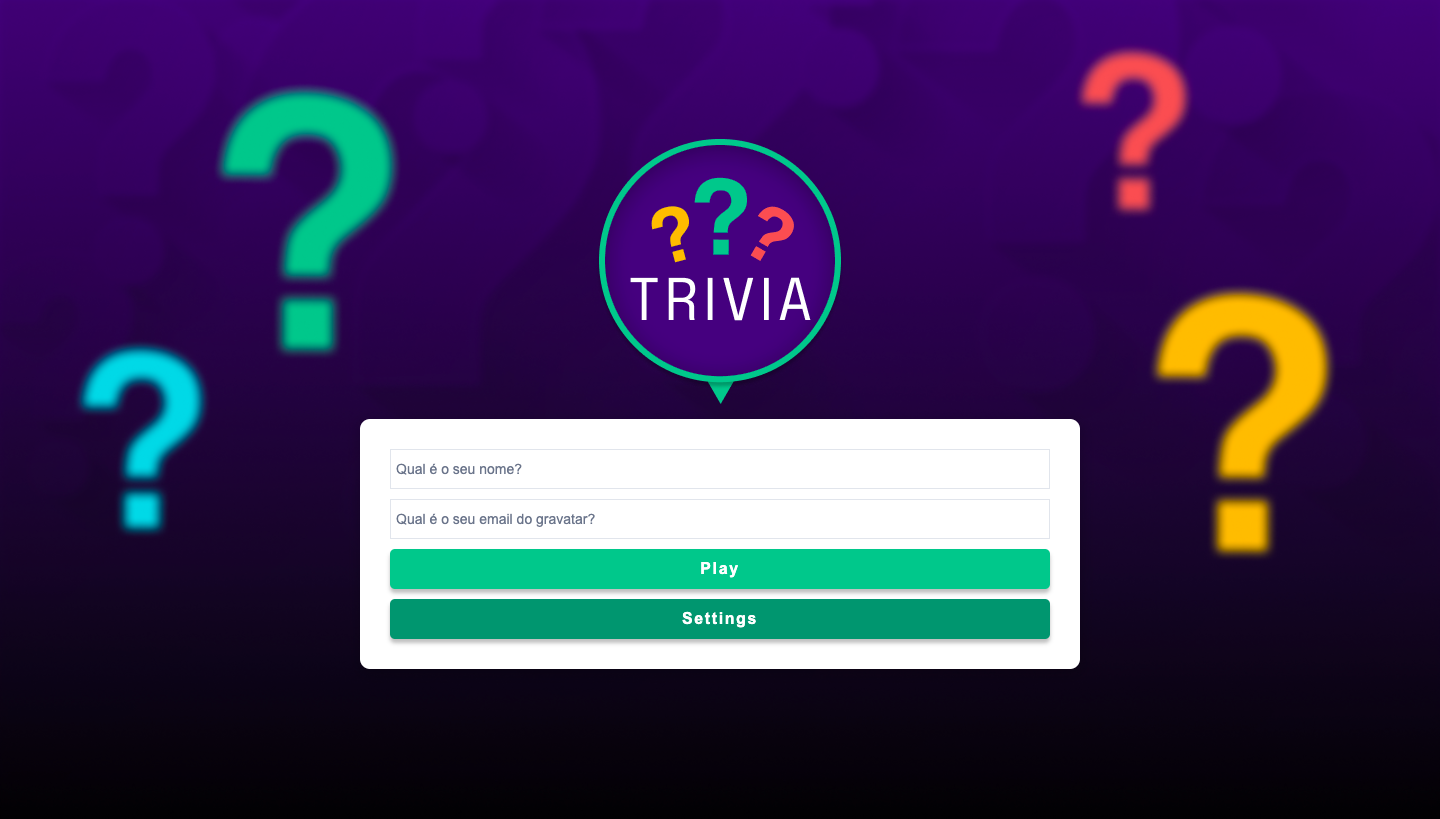 ? ? ?
TRIVIA
Qual é o seu nome?
Qual é o seu email do gravatar?
Play
Settings